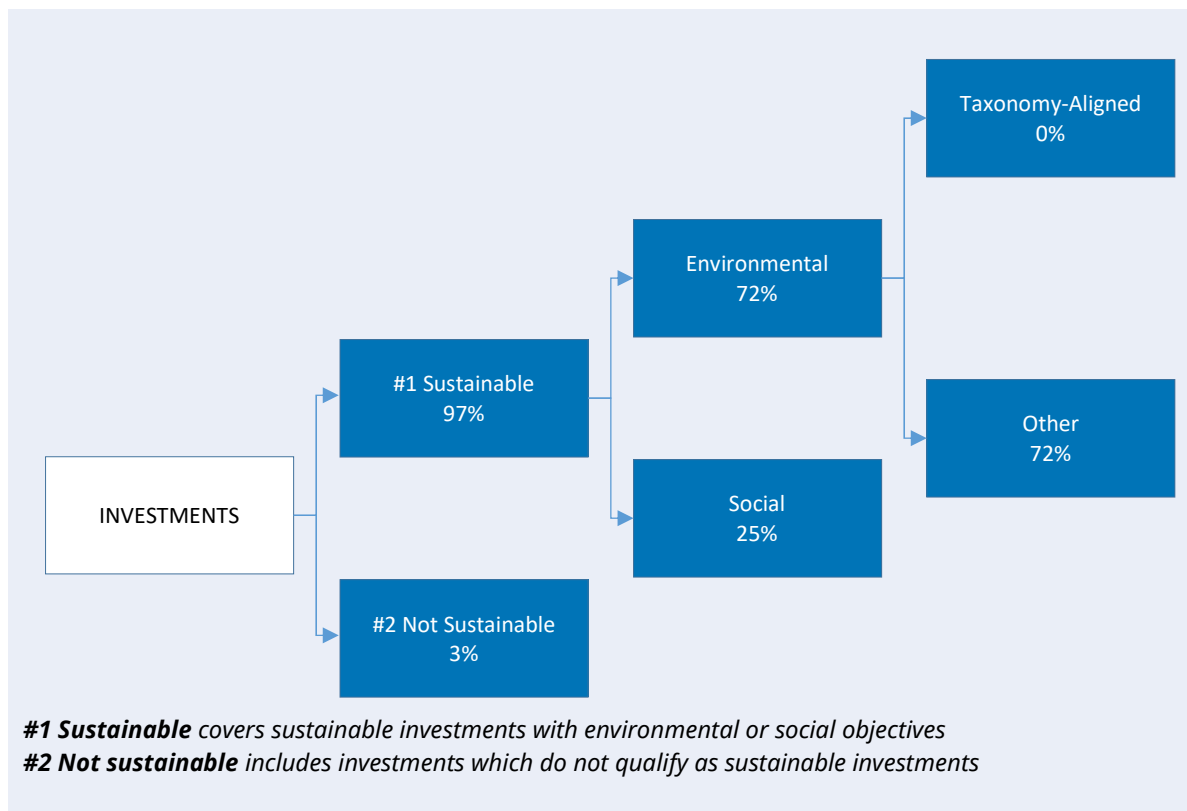 Taxonomy-Aligned
0%
Environmental
72%
#1 Sustainable
97%
Other
72%
INVESTMENTS
Social
25%
#2 Not Sustainable
3%
#1 Sustainable covers sustainable investments with environmental or social objectives
#2 Not sustainable includes investments which do not qualify as sustainable investments